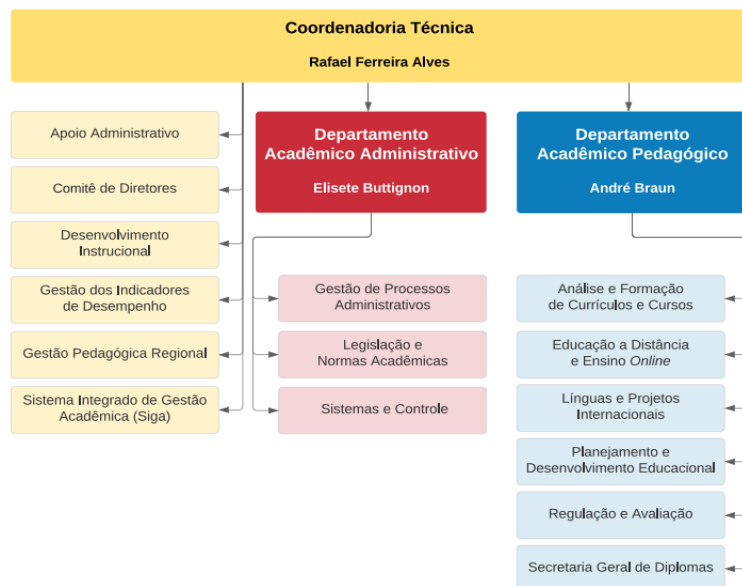 Coordenadoria Técnica
Rafael Ferreira Alves
Apoio Administrativo
Comitê de Diretores
Desenvolvimento
Instrucional
Gestão dos Indicadores
de Desempenho
Gestão Pedagógica Regional
Sistema Integrado de Gestão
Acadêmica (Siga)
Departamento
Acadêmico Administrativo
Elisete Buttignon
Gestão de Processos
Administrativos
Legislação e
Normas Acadêmicas
Sistemas e Controle
Departamento
Acadêmico Pedagógico
André Braun
Análise e Formação
de Currículos e Cursos
Educação a Distância
e Ensino Online
Línguas e Projetos
Internacionais
Planejamento e
Desenvolvimento Educacional
Regulação e Avaliação
Secretaria Geral de Diplomas